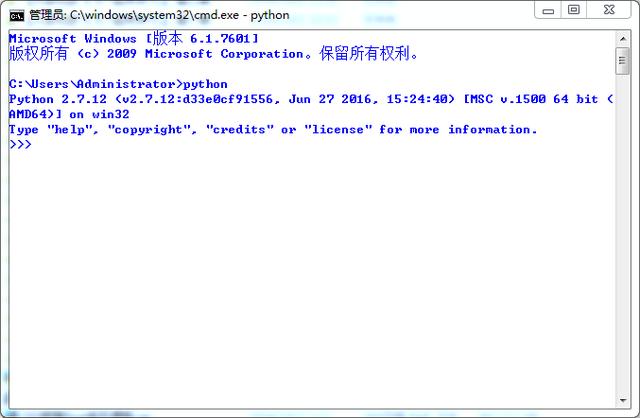 管理员: C:\windows\system32\cmd.exe - python
Microsoft Windows [版本 6.1.7601]
版权所有 (c) 2009 Microsoft Corporation。保留所有权利。
C:\Users\Administrator>python
Python 2.7.12 (v2.7.12:d33e0cf91556, Jun 27 2016, 15:24:40) [MSC v.1500 64 bit (
AMD64)] on win32
Type "help", "copyright", "credits" or "license" for more information.
>>>